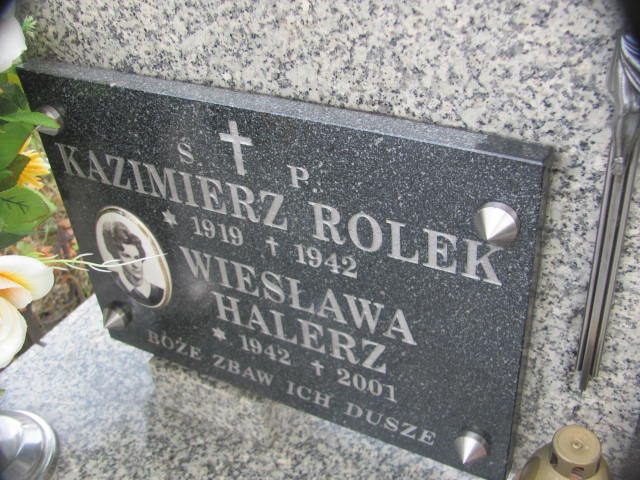 Ś. † P.
KAZIMIERZ ROLEK
* 1919 † 1942
WIESŁAWA
HALERZ
* 1942 † 2001
BOŻE ZBAW ICH DUSZE